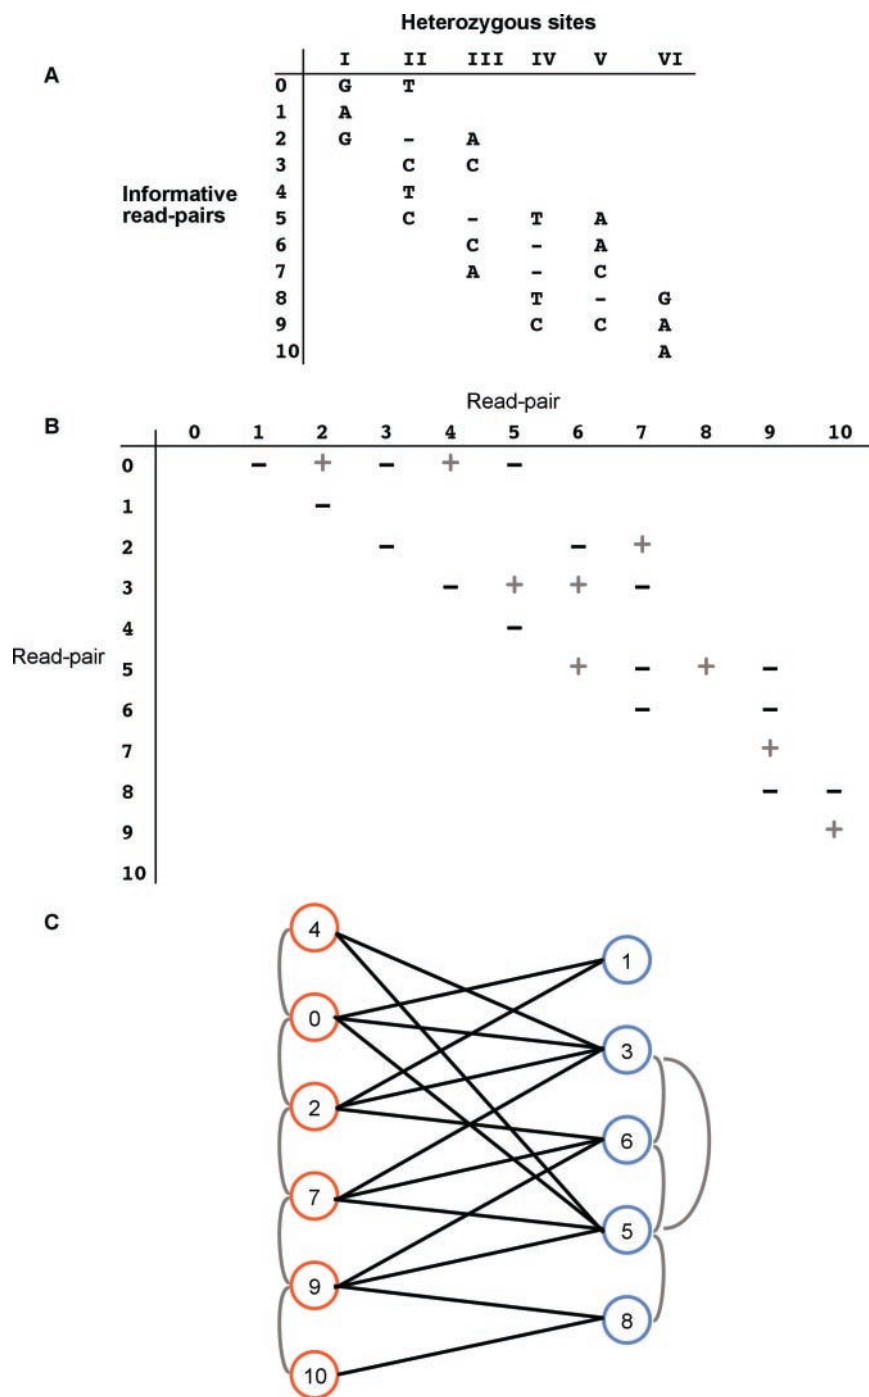 Heterozygous sites
A
I II III IV V VI
0 G T
1 A
2 G – A
3 C C
Informative
read-pairs
4 T
5 C – T A
6 C – A
7 A – C
8 T – G
9 C C A
10 A
B
Read-pair
0 1 2 3 4 5 6 7 8 9 10
0 – + – + –
1 –
2 – – +
3 – + + –
4 –
Read-pair
5 + – + –
6 – –
7 +
8 – –
9 +
10
C
4
1
0
3
2
6
7
5
9
8
10